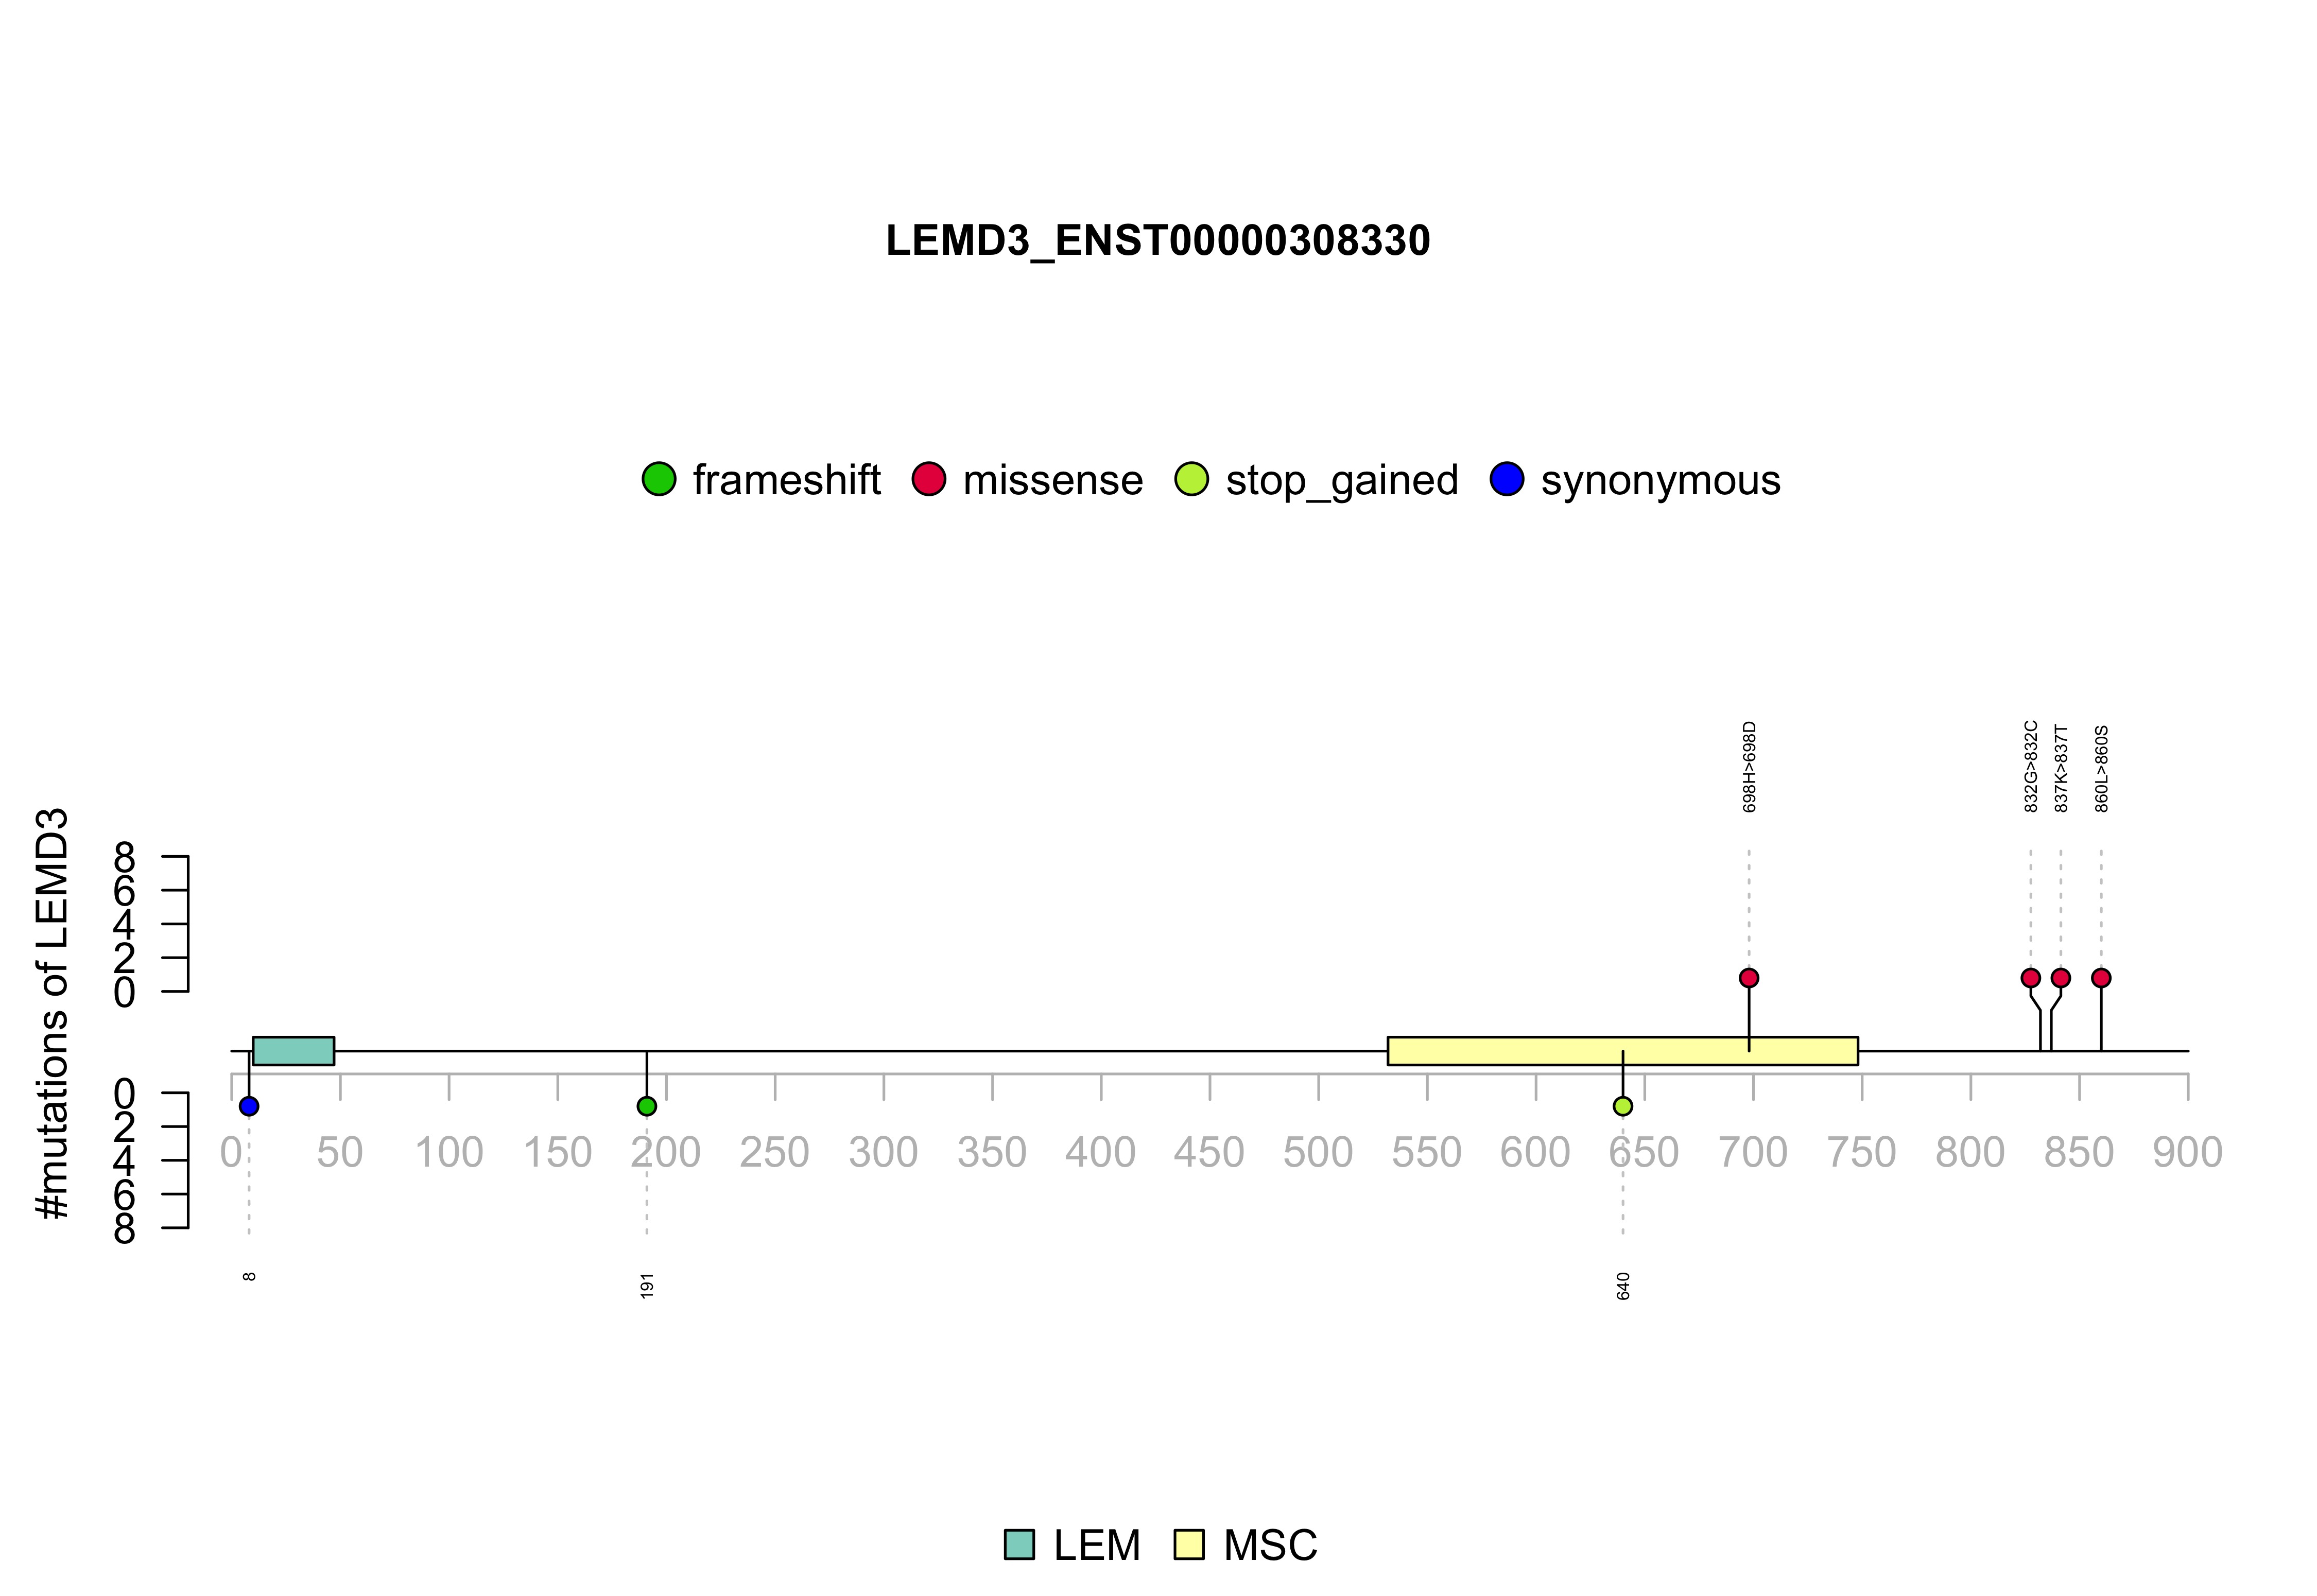 LEMD3_ENST00000308330
frameshift missense stop_gained synonymous
698H>698D 832G>832C 837K>837T 860L>860S
#mutations of LEMD3
8
6
4
2
0
0
2
4
6
8
0 50 100 150 200 250 300 350 400 450 500 550 600 650 700 750 800 850 900
8 191 640
LEM MSC